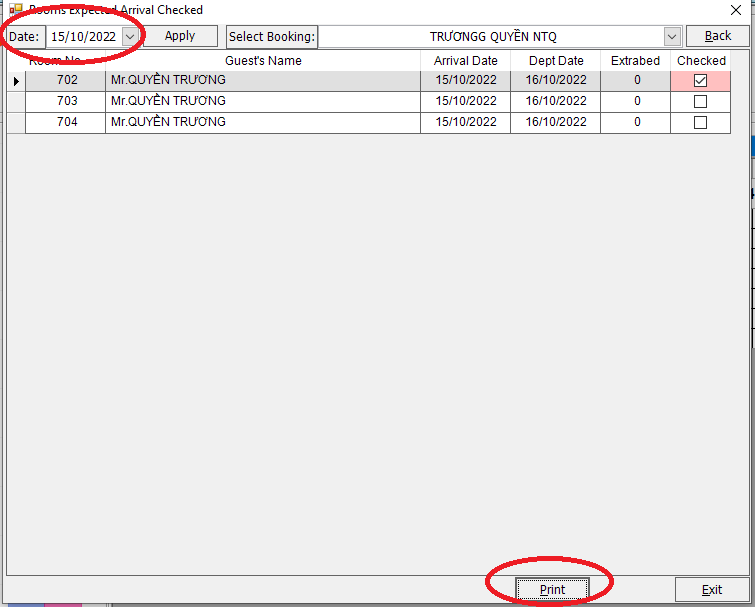 Rooms Expected Arrival Checked
Date: 15/10/2022 Apply Select Booking: TRƯƠNGG QUYỀN NTQ Back
Room No Guest's Name Arrival Date Dept Date Extrabed Checked
702 Mr.QUYỀN TRƯƠNG 15/10/2022 16/10/2022 0
703 Mr.QUYỀN TRƯƠNG 15/10/2022 16/10/2022 0
704 Mr.QUYỀN TRƯƠNG 15/10/2022 16/10/2022 0
Print Exit